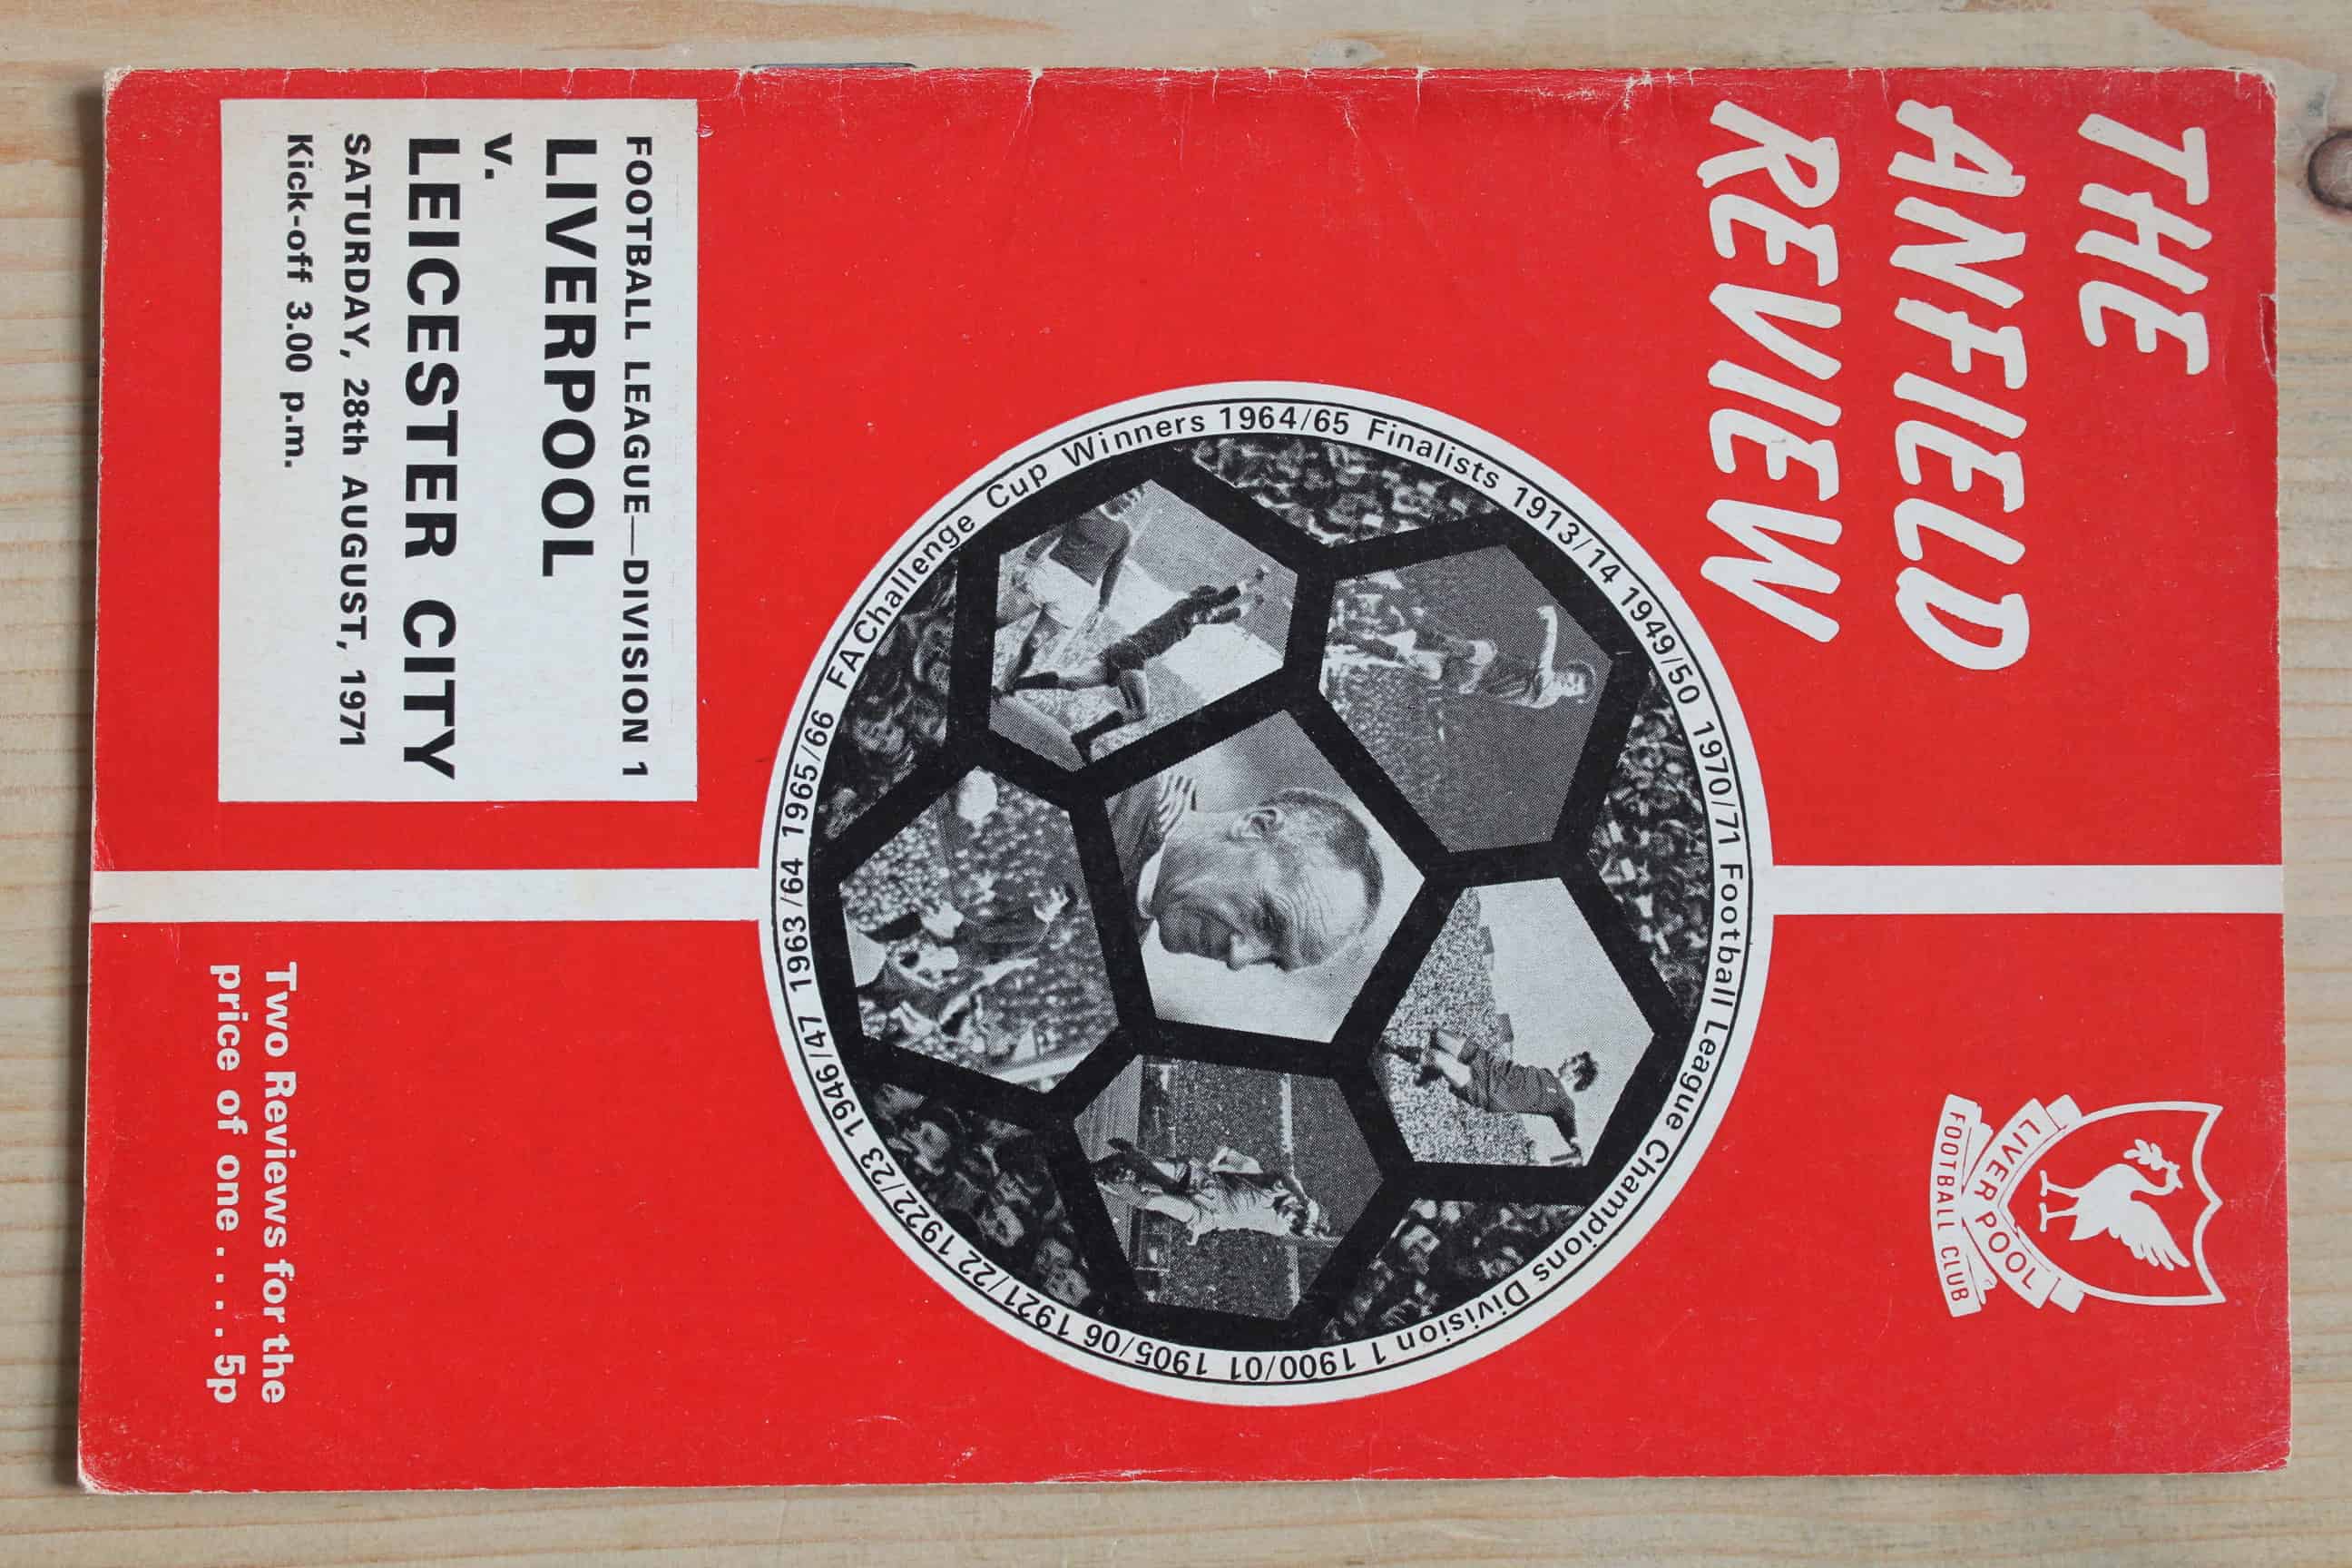 THE
ANFIELD
REVIEW
LIVERPOOL
FOOTBALL CLUB
FA Challenge Cup Winners 1964/65 Finalists 1913/14 1949/50 1970/71 Football League Champions Division 1 1900/01 1905/06 1921/22 1922/23 1946/47 1963/64 1965/66
FOOTBALL LEAGUE—DIVISION 1
LIVERPOOL
v.
LEICESTER CITY
SATURDAY, 28th AUGUST, 1971
Kick-off 3.00 p.m.
Two Reviews for the
price of one . . . . 5p